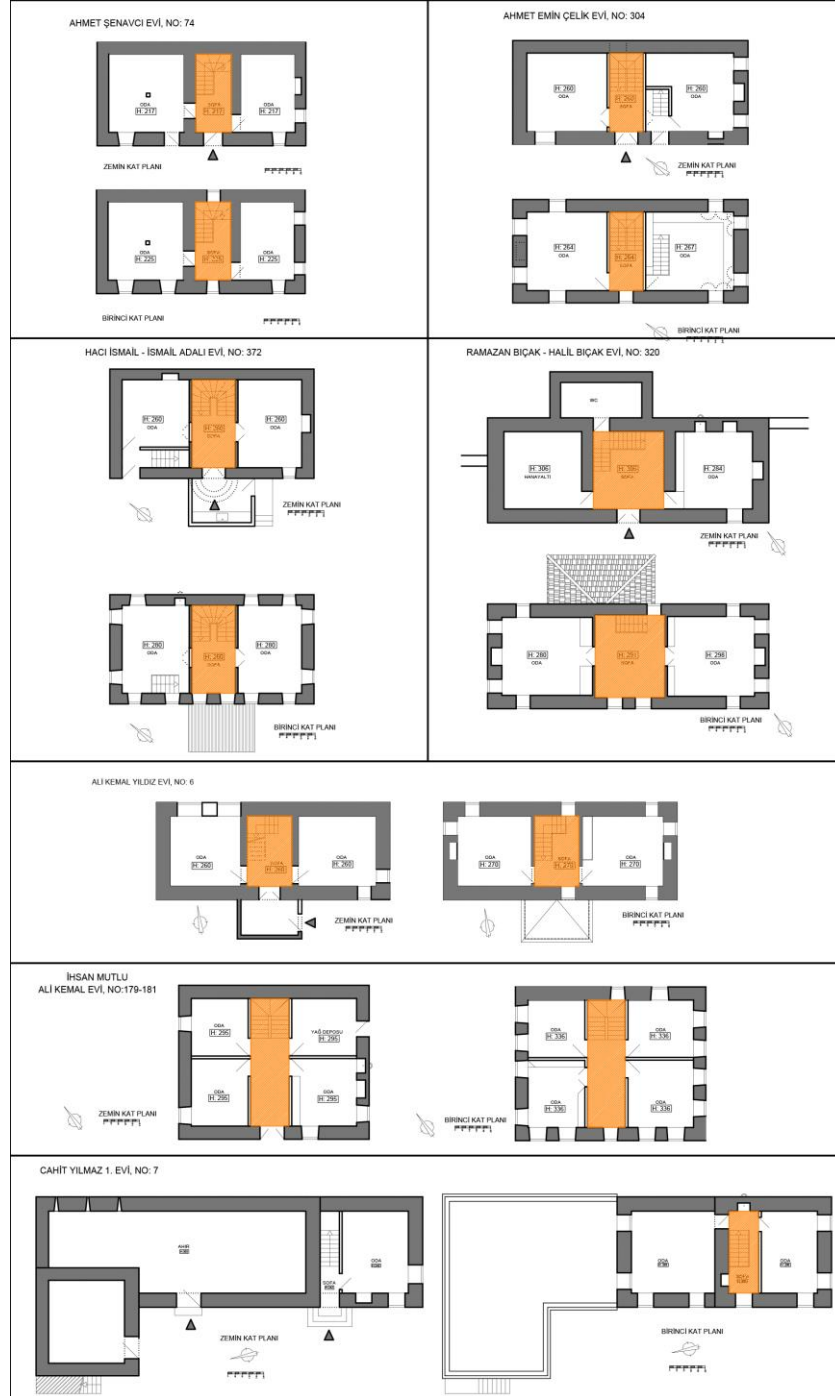 AHMET ŞENAVCI EVİ, NO: 74
ODA
H: 217
SOFA
H: 217
ODA
H: 217
ZEMİN KAT PLANI
ODA
H: 225
SOFA
H: 225
ODA
H: 225
BİRİNCİ KAT PLANI
AHMET EMİN ÇELİK EVİ, NO: 304
H: 260
ODA
H: 260
SOFA
H: 260
ODA
ZEMİN KAT PLANI
H: 264
ODA
H: 264
SOFA
H: 267
ODA
BİRİNCİ KAT PLANI
HACI İSMAİL - İSMAİL ADALI EVİ, NO: 372
H: 260
ODA
H: 260
SOFA
H: 260
ODA
ZEMİN KAT PLANI
H: 280
ODA
H: 280
SOFA
H: 280
ODA
BİRİNCİ KAT PLANI
RAMAZAN BIÇAK - HALİL BIÇAK EVİ, NO: 320
WC
H: 306
HANAYALTI
H: 306
SOFA
H: 284
ODA
ZEMİN KAT PLANI
H: 280
ODA
SOFA
H: 298
ODA
BİRİNCİ KAT PLANI
ALİ KEMAL YILDIZ EVİ, NO: 6
ODA
H: 260
SOFA
H: 260
ODA
H: 260
ZEMİN KAT PLANI
ODA
H: 270
SOFA
H: 270
ODA
H: 270
BİRİNCİ KAT PLANI
İHSAN MUTLU
ALİ KEMAL EVİ, NO:179-181
ODA
H: 295
YAĞ DEPOSU
H: 295
ODA
H: 295
ODA
H: 295
ZEMİN KAT PLANI
ODA
H: 336
ODA
H: 336
ODA
H: 336
ODA
H: 336
BİRİNCİ KAT PLANI
CAHİT YILMAZ 1. EVİ, NO: 7
AHIR
SOFA
ODA
ZEMİN KAT PLANI
ODA
SOFA
ODA
BİRİNCİ KAT PLANI